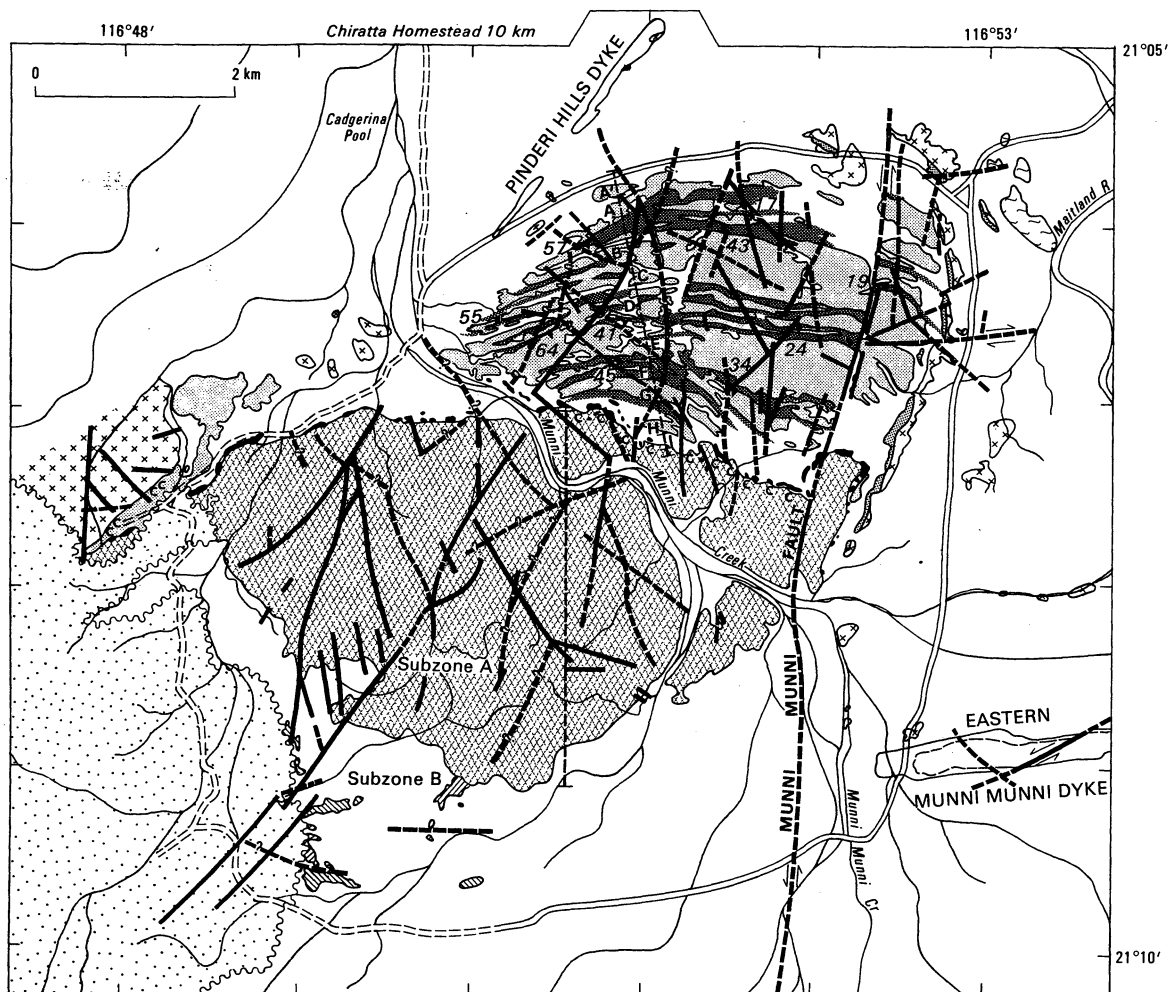 116°48′
Chiratta Homestead 10 km
116°53′
21°05′
0
2 km
PINDERI HILLS DYKE
Cadgerina
Pool
Maitland R
A
A
57
43
B
C
19
D
55
41
64
24
34
45
G
H
Munni
Munni
Creek
FAULT
MUNNI
MUNNI
Subzone A
Subzone B
EASTERN
MUNNI MUNNI DYKE
Munni
Munni
Cr
21°10′